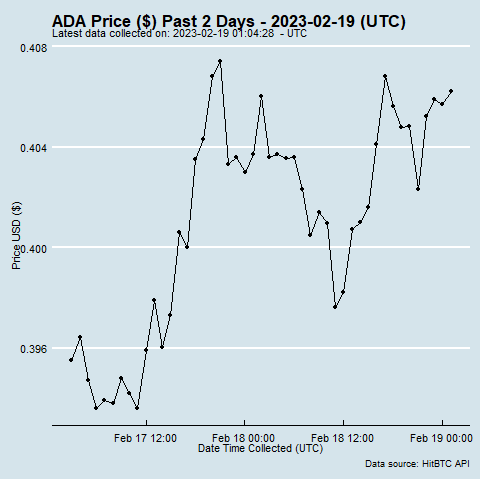 ADA Price ($) Past 2 Days - 2023-02-19 (UTC)
Latest data collected on: 2023-02-19 01:04:28  - UTC
0.408
0.404
0.400
0.396
Price USD ($)
Feb 17 12:00
Feb 18 00:00
Feb 18 12:00
Feb 19 00:00
Date Time Collected (UTC)
Data source: HitBTC API